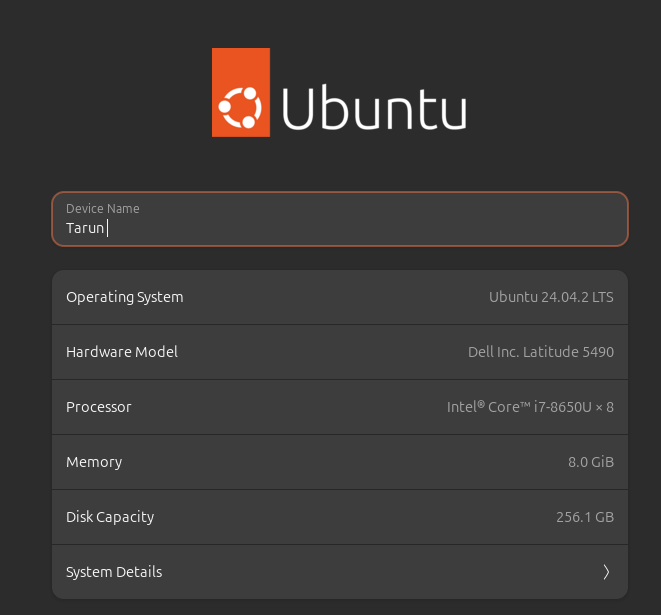 Ubuntu
Device Name
Tarun
Operating System Ubuntu 24.04.2 LTS
Hardware Model Dell Inc. Latitude 5490
Processor Intel® Core™ i7-8650U × 8
Memory 8.0 GiB
Disk Capacity 256.1 GB
System Details